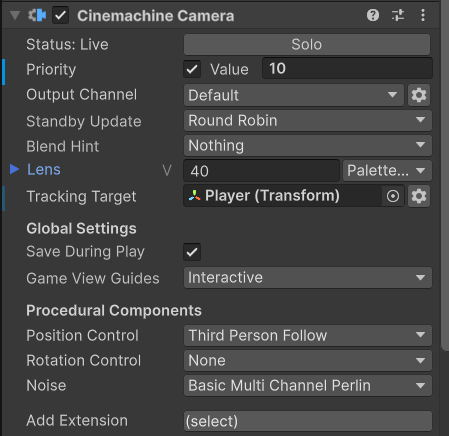 Cinemachine Camera
Status: Live Solo
Priority Value 10
Output Channel Default
Standby Update Round Robin
Blend Hint Nothing
Lens V 40 Palette...
Tracking Target Player (Transform)
Global Settings
Save During Play
Game View Guides Interactive
Procedural Components
Position Control Third Person Follow
Rotation Control None
Noise Basic Multi Channel Perlin
Add Extension (select)